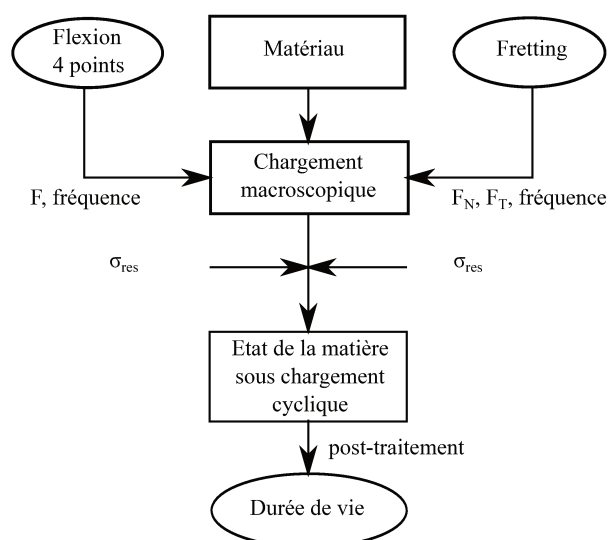 Flexion
4 points
Matériau
Fretting
Chargement
macroscopique
F, fréquence
F_N, F_T, fréquence
σ_res
σ_res
Etat de la matière
sous chargement
cyclique
post-traitement
Durée de vie